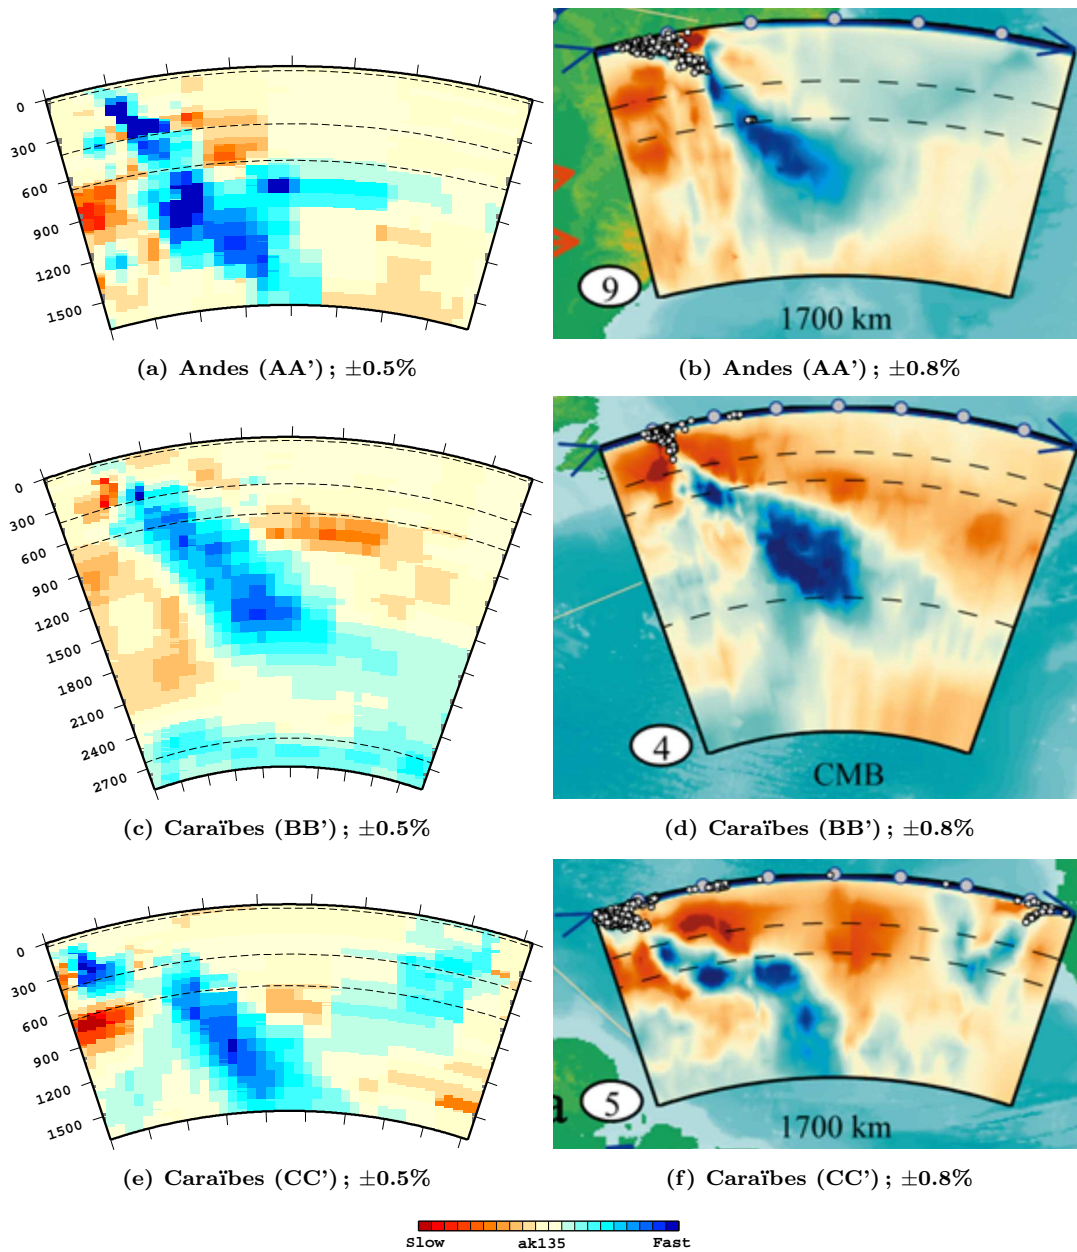 0
300
600
900
1200
1500
9
1700 km
(a) Andes (AA') ; ±0.5%
(b) Andes (AA') ; ±0.8%
0
300
600
900
1200
1500
1800
2100
2400
2700
4
CMB
(c) Caraïbes (BB') ; ±0.5%
(d) Caraïbes (BB') ; ±0.8%
0
300
600
900
1200
1500
a
5
1700 km
(e) Caraïbes (CC') ; ±0.5%
(f) Caraïbes (CC') ; ±0.8%
Slow ak135 Fast